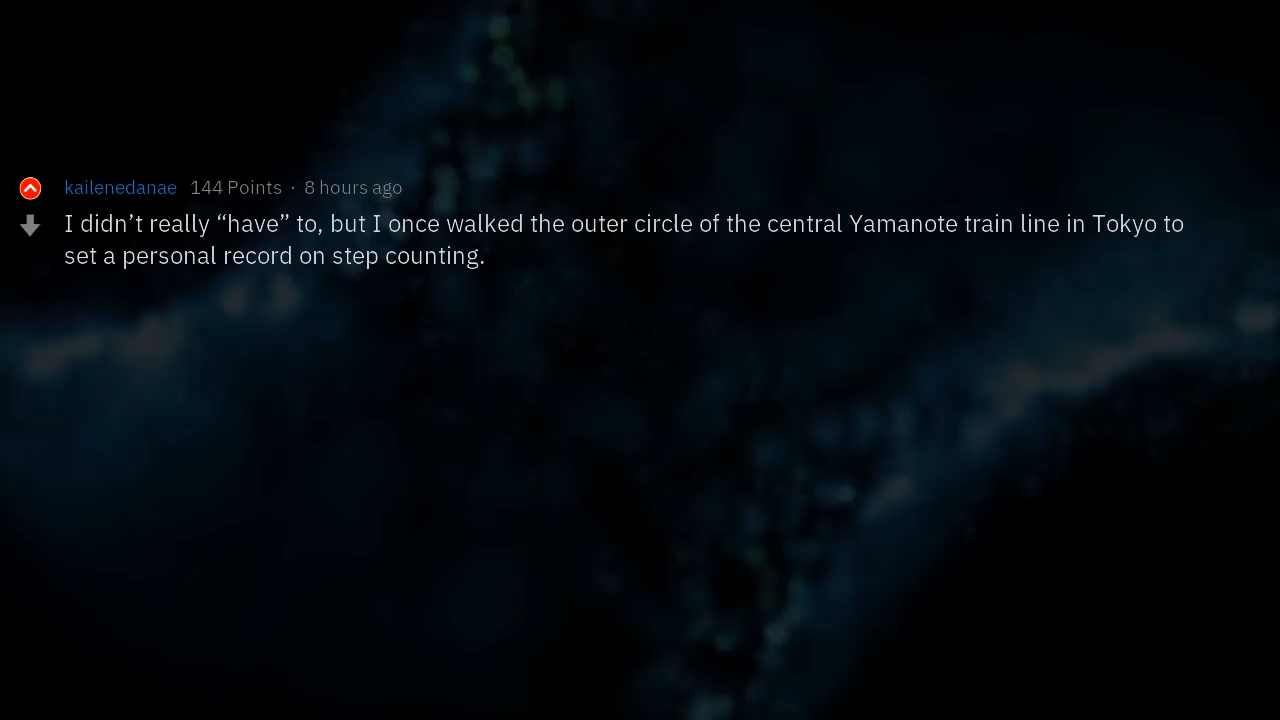 kailenedanae 144 Points · 8 hours ago
I didn’t really “have” to, but I once walked the outer circle of the central Yamanote train line in Tokyo to
set a personal record on step counting.